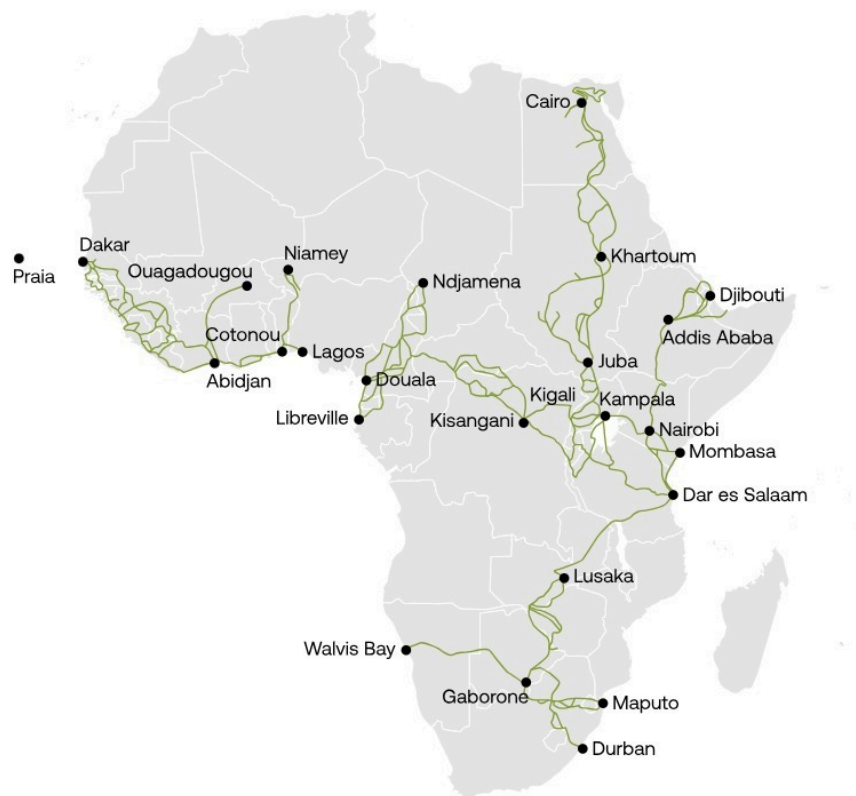 Cairo
Dakar
Niamey
Khartoum
Praia
Ouagadougou
Ndjamena
Djibouti
Addis Ababa
Cotonou
Lagos
Juba
Abidjan
Douala
Kigali
Kampala
Libreville
Kisangani
Nairobi
Mombasa
Dar es Salaam
Lusaka
Walvis Bay
Gaborone
Maputo
Durban